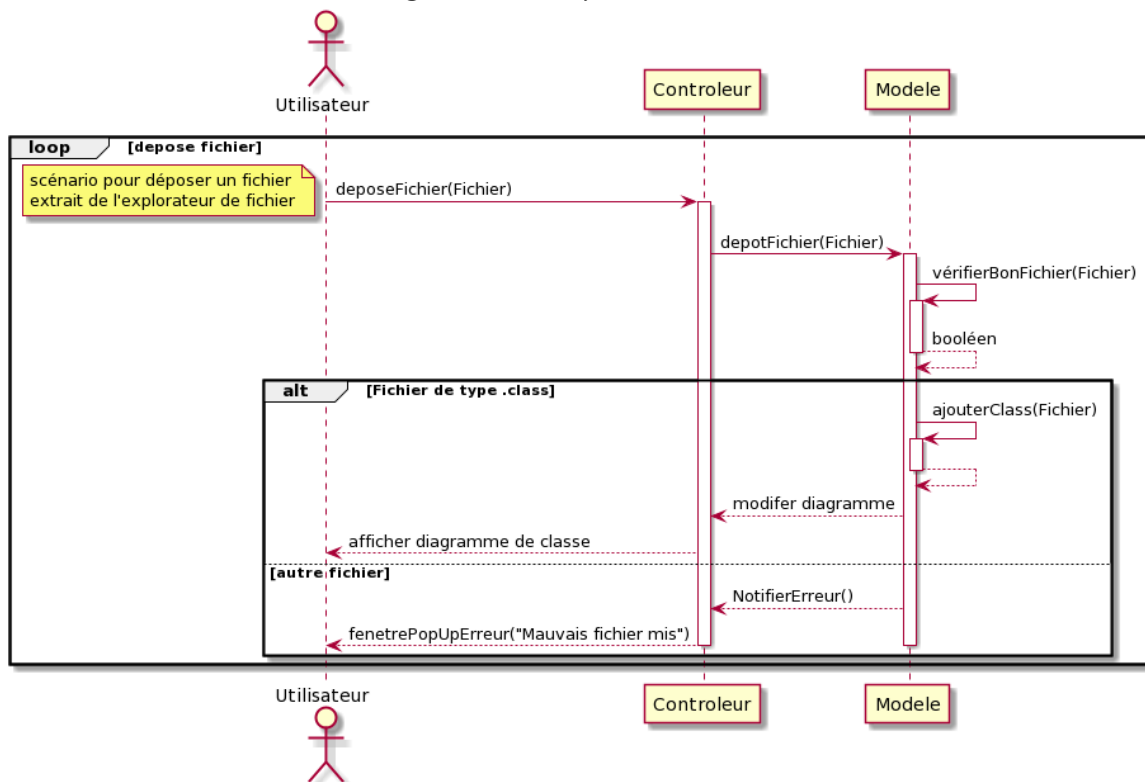 Utilisateur
Controleur
Modele
loop
[depose fichier]
scénario pour déposer un fichier
extrait de l'explorateur de fichier
deposeFichier(Fichier)
depotFichier(Fichier)
vérifierBonFichier(Fichier)
booléen
alt
[Fichier de type .class]
ajouterClass(Fichier)
modifer diagramme
afficher diagramme de classe
[autre fichier]
NotifierErreur()
fenetrePopUpErreur("Mauvais fichier mis")
Utilisateur
Controleur
Modele